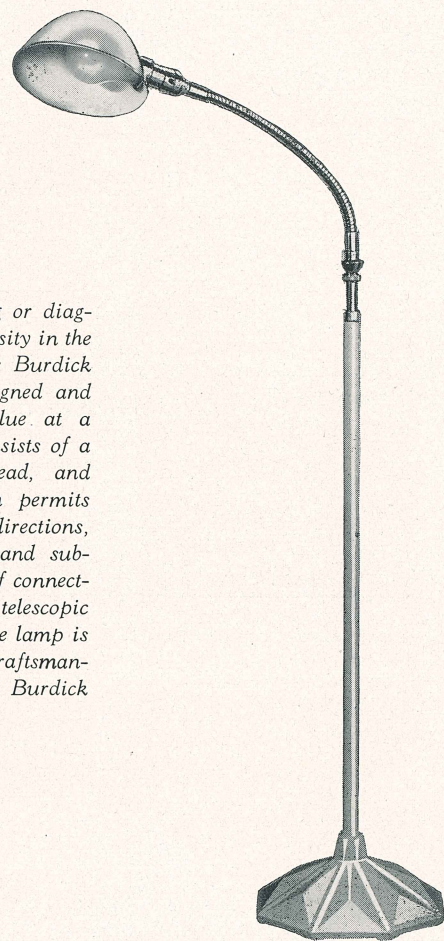 or diag-
sity in the
Burdick
gned and
lue at a
sists of a
ead, and
permits
directions,
and sub-
f connect-
telescopic
e lamp is
raftsman-
Burdick